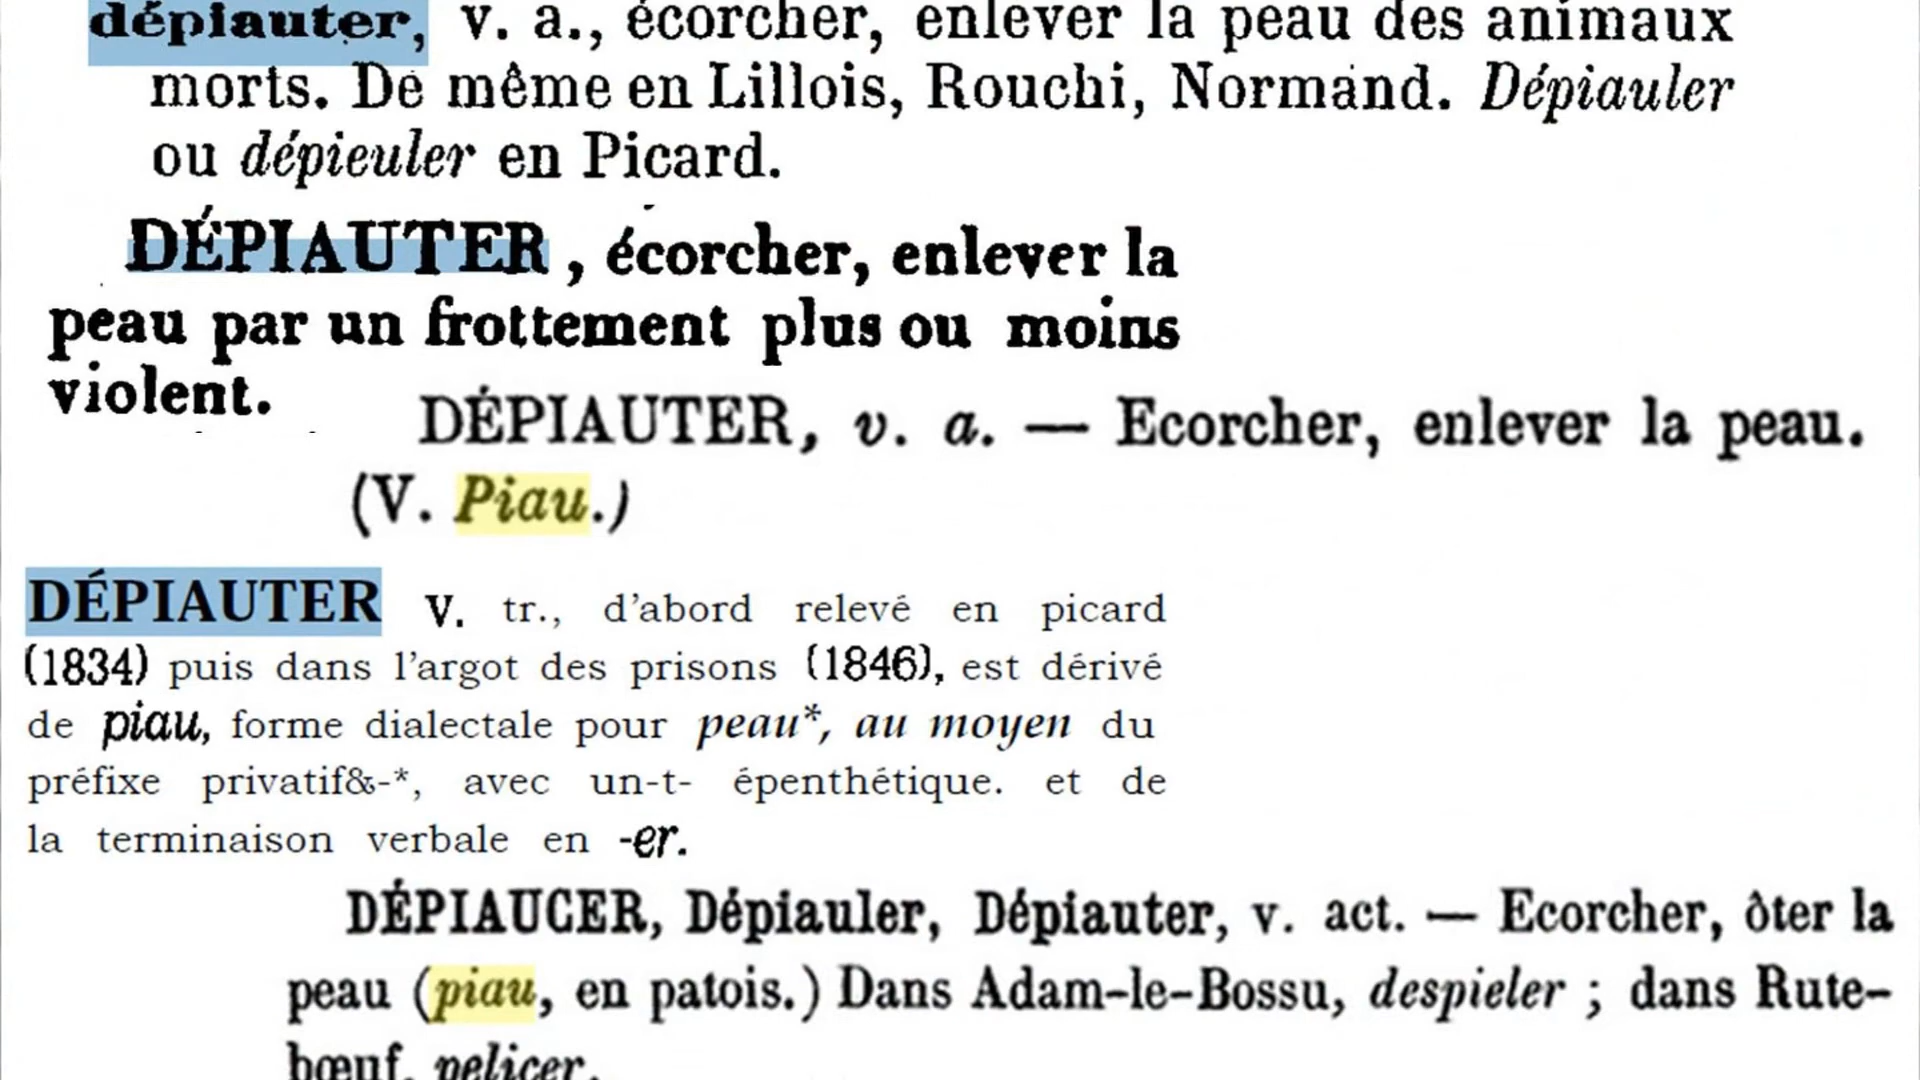 dépiauter, v. a., écorcher, enlever la peau des animaux
morts. De même en Lillois, Rouchi, Normand. Dépiauler
ou dépieuler en Picard.
DÉPIAUTER, écorcher, enlever la
peau par un frottement plus ou moins
violent.
DÉPIAUTER, v. a. — Ecorcher, enlever la peau.
(V. Piau.)
DÉPIAUTER V. tr., d'abord relevé en picard
(1834) puis dans l'argot des prisons (1846), est dérivé
de piau, forme dialectale pour peau*, au moyen du
préfixe privatif&-*, avec un-t- épenthétique. et de
la terminaison verbale en -er.
DÉPIAUCER, Dépiauler, Dépiauter, v. act. — Ecorcher, ôter la
peau (piau, en patois.) Dans Adam-le-Bossu, despieler ; dans Rute-
bœuf, pelicer.